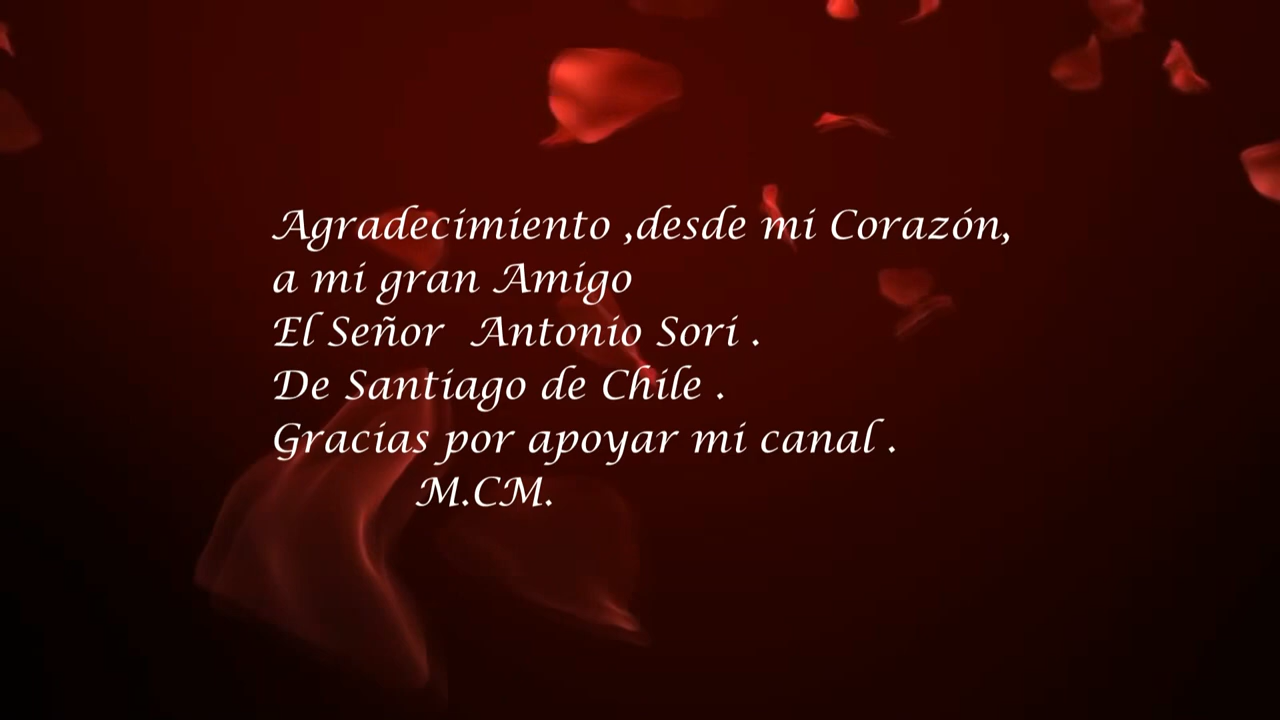 Agradecimiento ,desde mi Corazón,
a mi gran Amigo
El Señor  Antonio Sori .
De Santiago de Chile .
Gracias por apoyar mi canal .
M.CM.